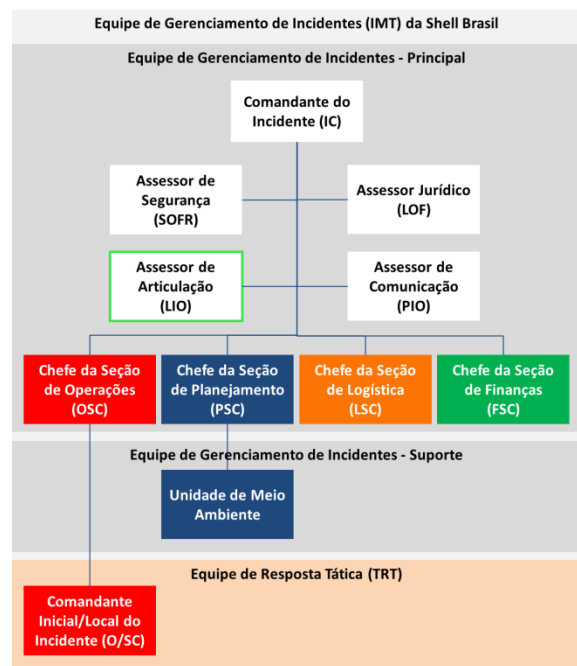 Equipe de Gerenciamento de Incidentes (IMT) da Shell Brasil
Equipe de Gerenciamento de Incidentes - Principal
Comandante do
Incidente (IC)
Assessor de
Segurança
(SOFR)
Assessor Jurídico
(LOF)
Assessor de
Articulação
(LIO)
Assessor de
Comunicação
(PIO)
Chefe da Seção
de Operações
(OSC)
Chefe da Seção
de Planejamento
(PSC)
Chefe da Seção
de Logística
(LSC)
Chefe da Seção
de Finanças
(FSC)
Equipe de Gerenciamento de Incidentes - Suporte
Unidade de Meio
Ambiente
Equipe de Resposta Tática (TRT)
Comandante
Inicial/Local do
Incidente (O/SC)